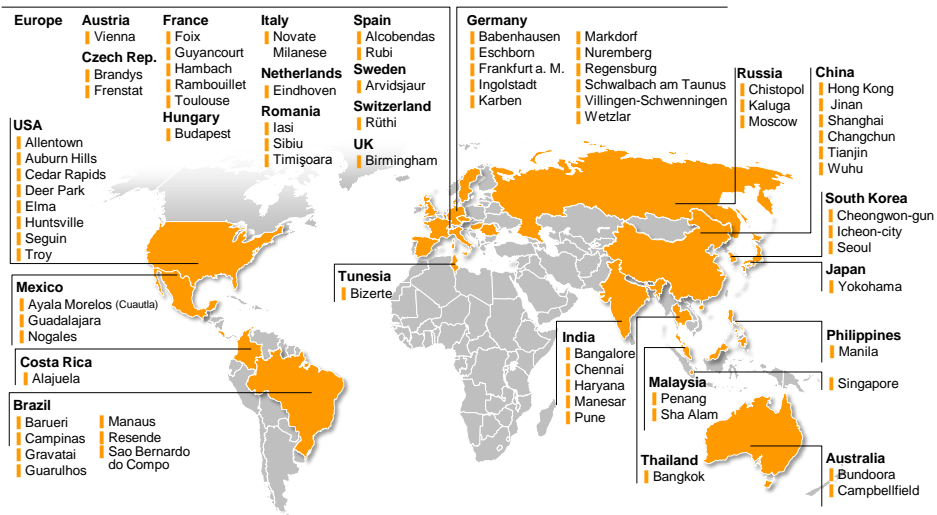 Europe
Austria
Vienna
Czech Rep.
Brandys
Frenstat
France
Foix
Guyancourt
Hambach
Rambouillet
Toulouse
Hungary
Budapest
Italy
Novate
Milanese
Netherlands
Eindhoven
Romania
Iasi
Sibiu
Timişoara
Spain
Alcobendas
Rubi
Sweden
Arvidsjaur
Switzerland
Rüthi
UK
Birmingham
Germany
Babenhausen
Eschborn
Frankfurt a. M.
Ingolstadt
Karben
Markdorf
Nuremberg
Regensburg
Schwalbach am Taunus
Villingen-Schwenningen
Wetzlar
Russia
Chistopol
Kaluga
Moscow
China
Hong Kong
Jinan
Shanghai
Changchun
Tianjin
Wuhu
USA
Allentown
Auburn Hills
Cedar Rapids
Deer Park
Elma
Huntsville
Seguin
Troy
South Korea
Cheongwon-gun
Icheon-city
Seoul
Japan
Yokohama
Mexico
Ayala Morelos (Cuautla)
Guadalajara
Nogales
Tunesia
Bizerte
Costa Rica
Alajuela
India
Bangalore
Chennai
Haryana
Manesar
Pune
Philippines
Manila
Singapore
Malaysia
Penang
Sha Alam
Brazil
Barueri
Campinas
Gravatai
Guarulhos
Manaus
Resende
Sao Bernardo
do Compo
Thailand
Bangkok
Australia
Bundoora
Campbellfield